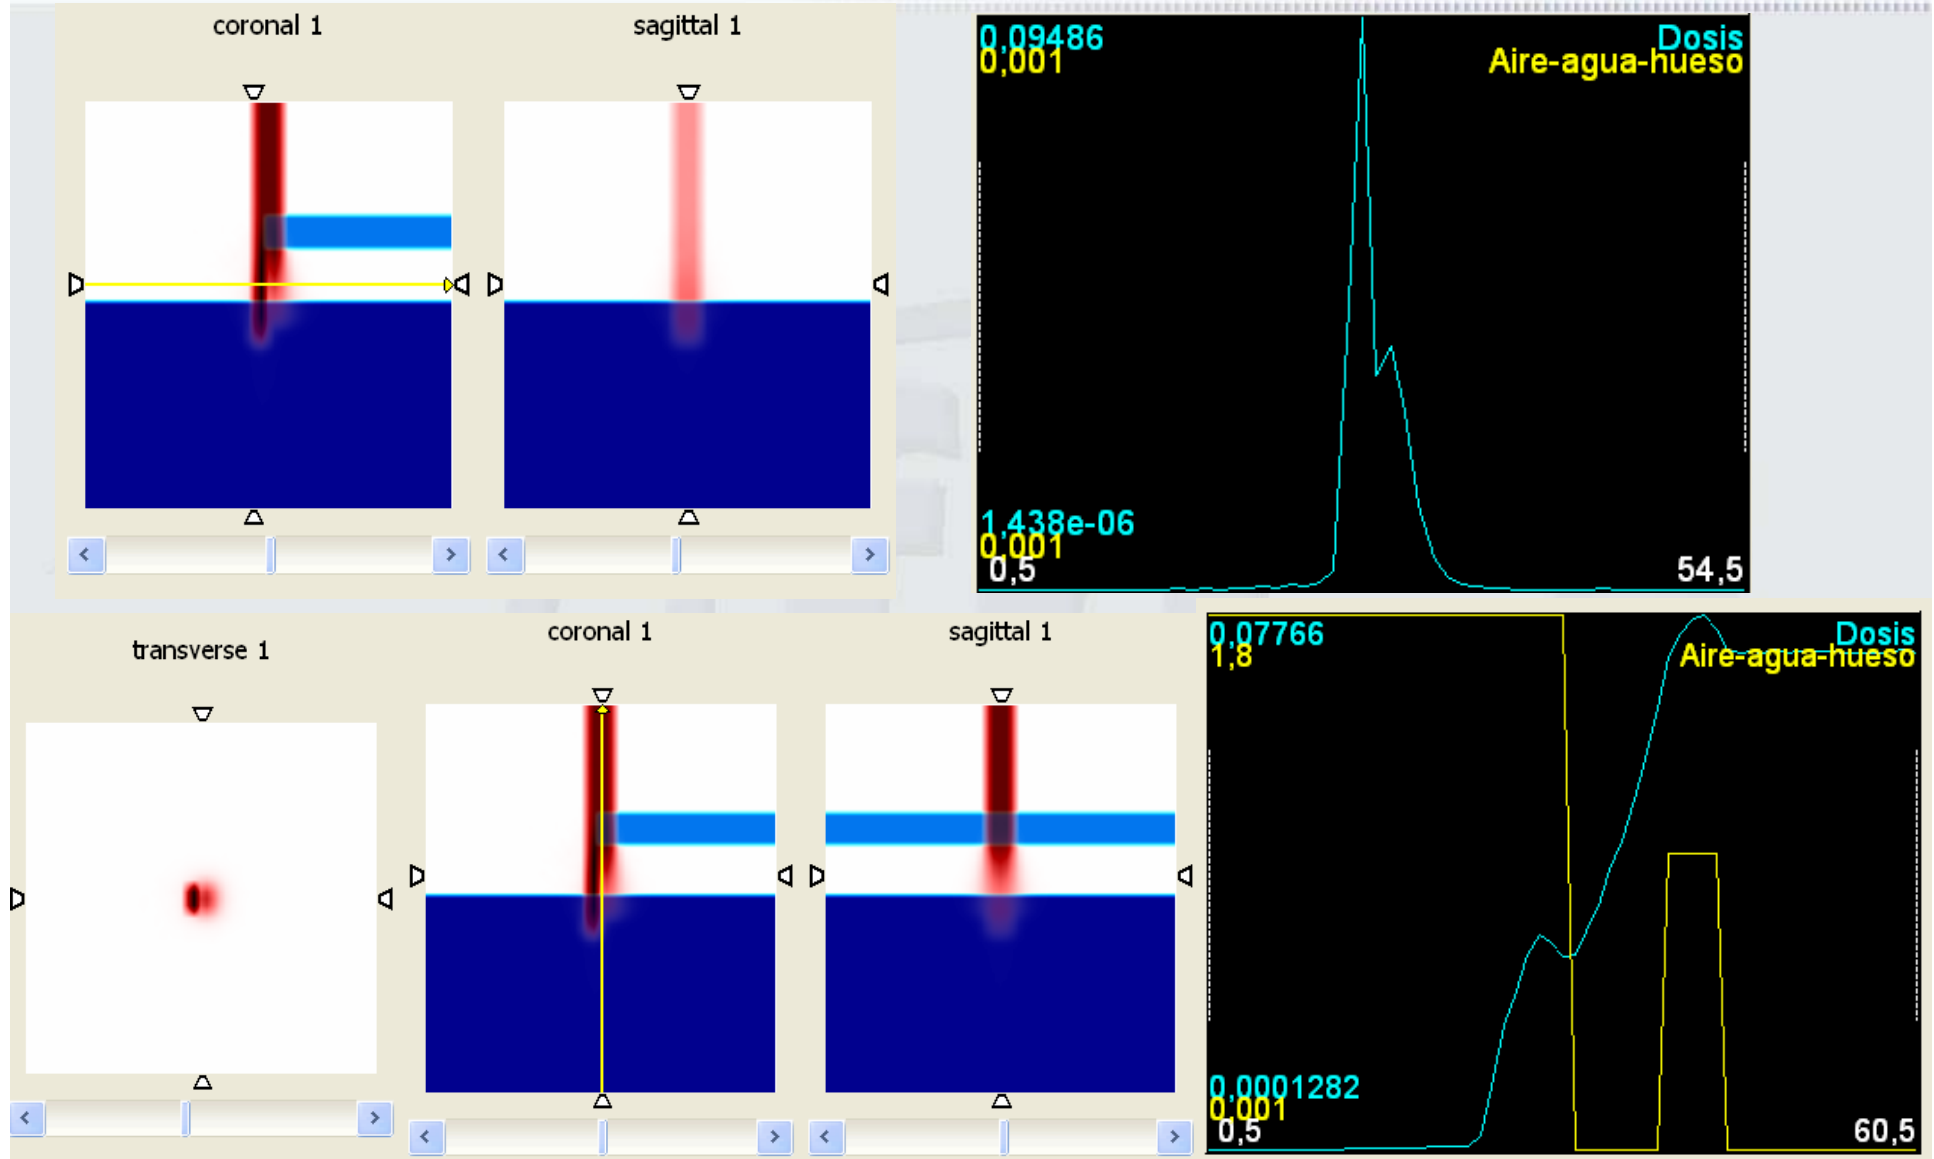 coronal 1
sagittal 1
0,09486
0,001
Dosis
Aire-agua-hueso
1,438e-06
0,001
0,5
54,5
transverse 1
coronal 1
sagittal 1
0,07766
1,8
Dosis
Aire-agua-hueso
0,0001282
0,001
0,5
60,5